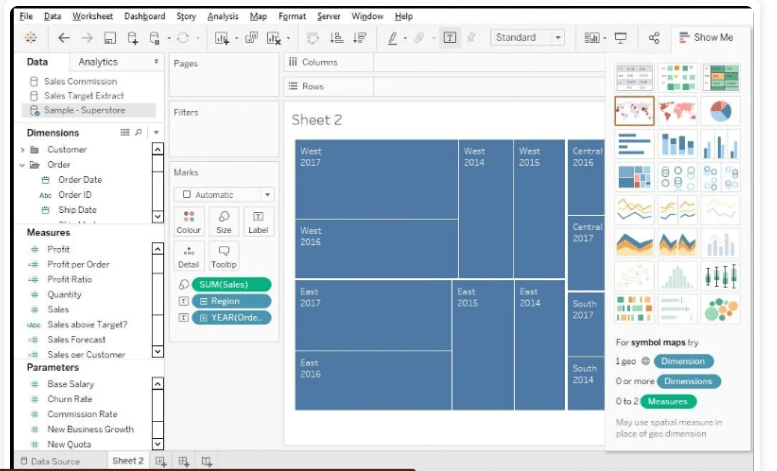 File Data Worksheet Dashboard Story Analysis Map Format Server Window Help
Standard
Show Me
Data Analytics
Sales Commission
Sales Target Extract
Sample - Superstore
Dimensions
Customer
Order
Order Date
Abc Order ID
Ship Date
Measures
Profit
Profit per Order
Profit Ratio
Quantity
Sales
Abc Sales above Target?
Sales Forecast
Sales per Customer
Parameters
Base Salary
Churn Rate
Commission Rate
New Business Growth
New Quota
Pages
Filters
Marks
Automatic
Colour Size Label
Detail Tooltip
SUM(Sales)
Region
YEAR(Orde..
Columns
Rows
Sheet 2
West
2017
West
2014
West
2015
Central
2016
West
2016
Central
2017
East
2017
East
2015
East
2014
South
2017
East
2016
South
2014
For symbol maps try
1 geo Dimension
0 or more Dimensions
0 to 2 Measures
May use spatial measure in
place of geo dimension
Data Source Sheet 2